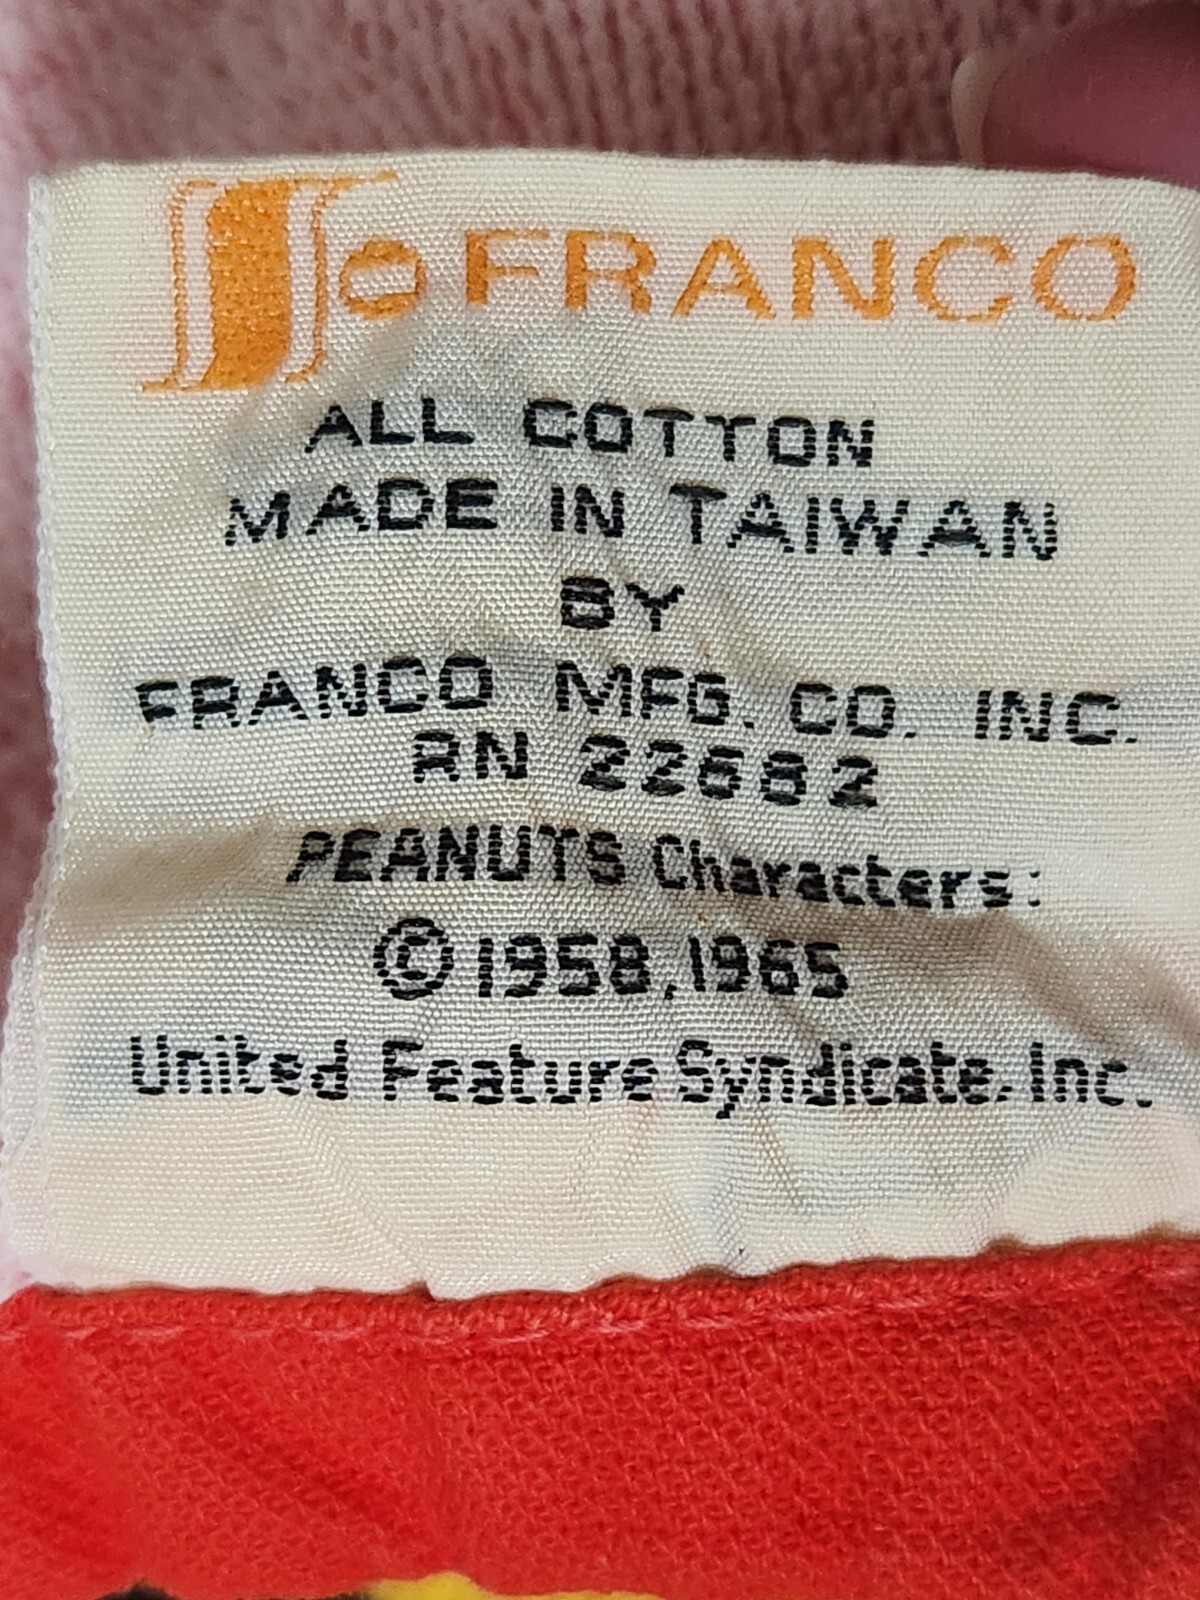 FRANCO
ALL COTTON
MADE IN TAIWAN
BY
FRANCO MFG. CO. INC.
RN 22682
PEANUTS Characters:
© 1958, 1965
United Feature Syndicate, Inc.